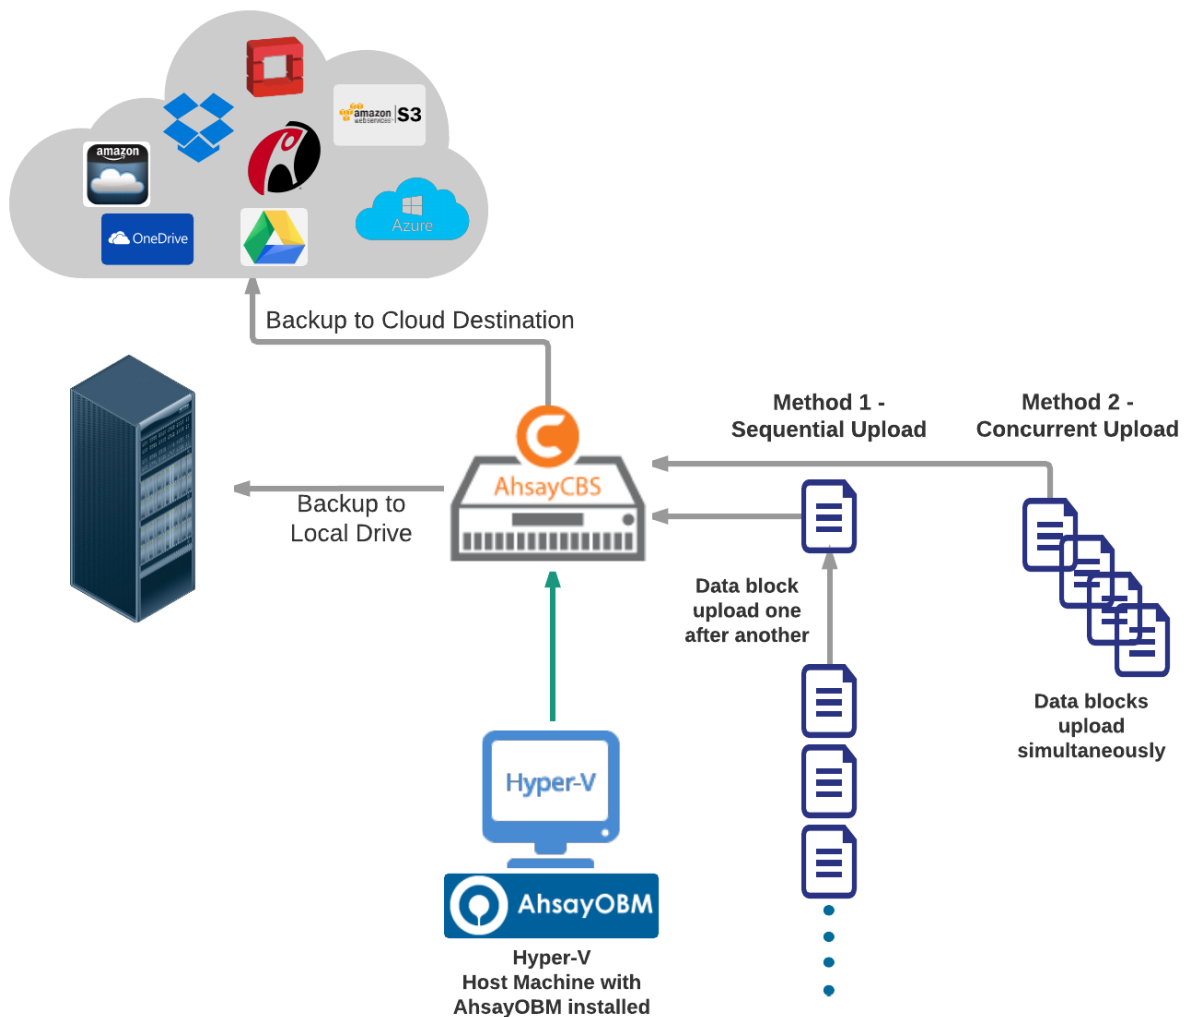 amazon
web services
S3
amazon
OneDrive
Azure
Backup to Cloud Destination
Method 1 -
Sequential Upload
Method 2 -
Concurrent Upload
AhsayCBS
Backup to
Local Drive
Data block
upload one
after another
Data blocks
upload
simultaneously
Hyper-V
AhsayOBM
Hyper-V
Host Machine with
AhsayOBM installed